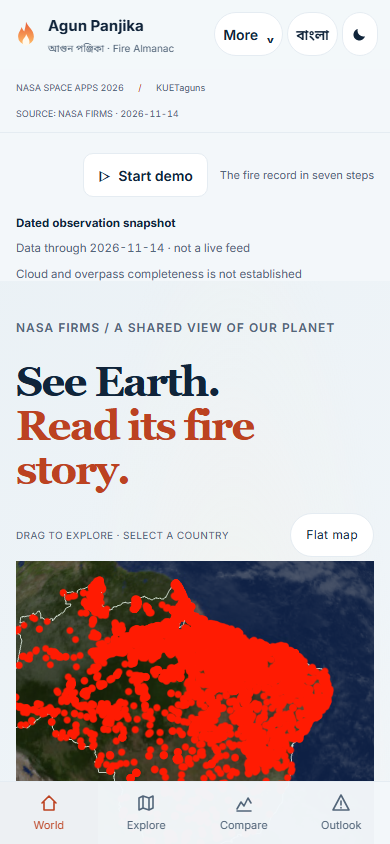 Agun Panjika
আগুন পঞ্জিকা · Fire Almanac
More
বাংলা
NASA SPACE APPS 2026 / KUETaguns
SOURCE: NASA FIRMS · 2026-11-14
Start demo
The fire record in seven steps
Dated observation snapshot
Data through 2026-11-14 · not a live feed
Cloud and overpass completeness is not established
NASA FIRMS / A SHARED VIEW OF OUR PLANET
See Earth.
Read its fire
story.
DRAG TO EXPLORE · SELECT A COUNTRY
Flat map
World
Explore
Compare
Outlook